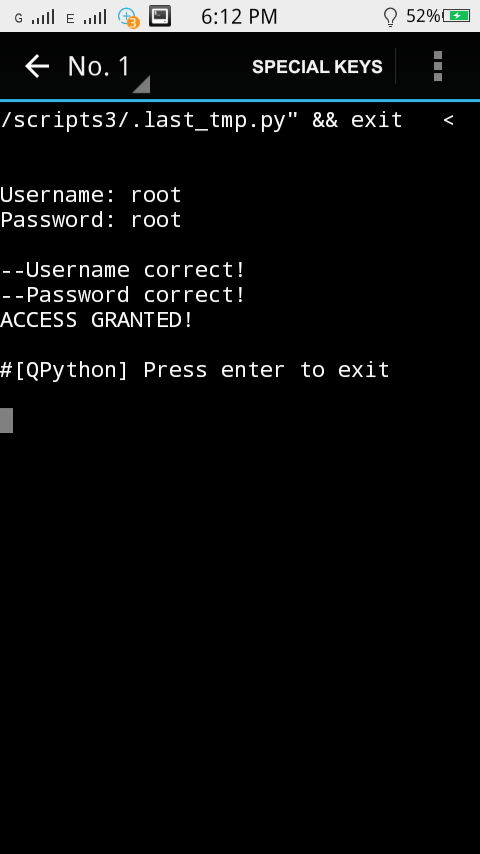 G E 3 6:12 PM 52%
No. 1 SPECIAL KEYS
/scripts3/.last_tmp.py" && exit <
Username: root
Password: root
--Username correct!
--Password correct!
ACCESS GRANTED!
#[QPython] Press enter to exit